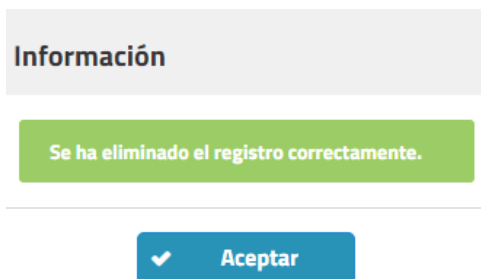 Información
Se ha eliminado el registro correctamente.
Aceptar